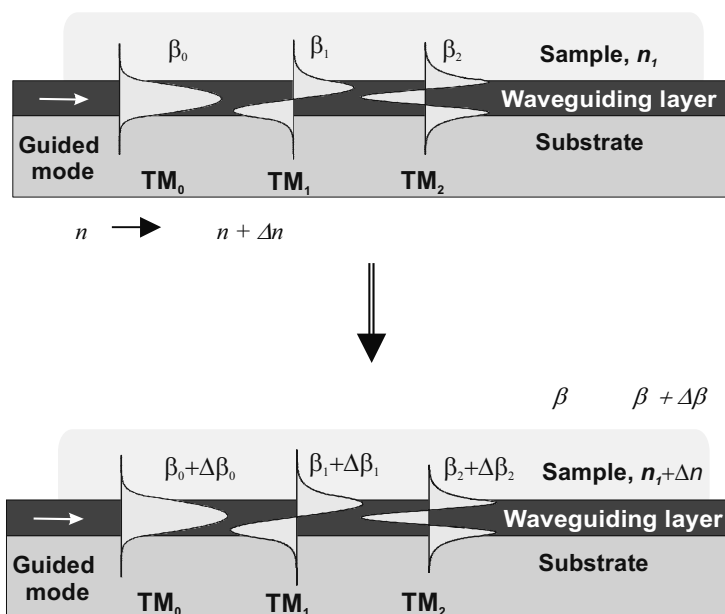 β₀ β₁ β₂ Sample, n₁
Waveguiding layer
Guided mode
Substrate
TM₀ TM₁ TM₂
n n + Δn
β β + Δβ
β₀+Δβ₀ β₁+Δβ₁ β₂+Δβ₂ Sample, n₁+Δn
Waveguiding layer
Guided mode
Substrate
TM₀ TM₁ TM₂